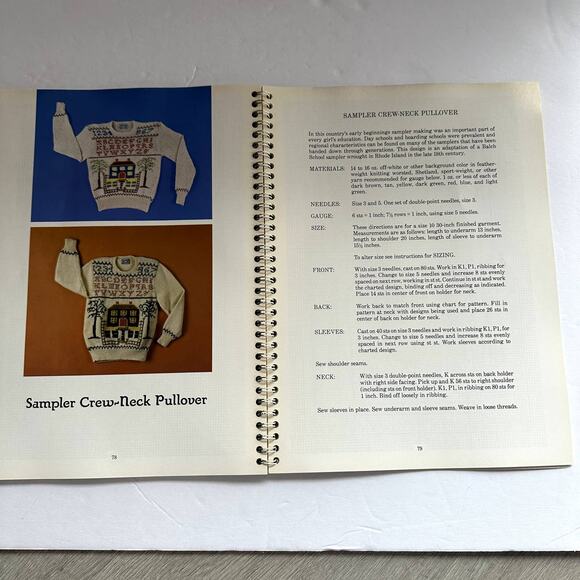 1234
ABCDEFGHI
KLBEOPQRS
Sampler Crew-Neck Pullover
78
SAMPLER CREW-NECK PULLOVER
In this country's early beginnings sampler making was an important part of
every girl's education. Day schools and boarding schools were prevalent and
regional characteristics can be found on many of the samplers that have been
handed down through generations. This design is an adaptation of a Balch
School sampler wrought in Rhode Island in the late 18th century.
MATERIALS: 14 to 16 oz. off-white or other background color in feather-
weight knitting worsted, Shetland, sport-weight, or other
yarn recommended for gauge below. 1 oz. or less of each of
dark brown, tan, yellow, dark green, red, blue, and light
green.
NEEDLES: Size 3 and 5. One set of double-point needles, size 3.
GAUGE: 6 sts = 1 inch; 7½ rows = 1 inch, using size 5 needles.
SIZE: These directions are for a size 10 30-inch finished garment.
Measurements are as follows: length to underarm 13 inches,
length to shoulder 20 inches, length of sleeve to underarm
15½ inches.
To alter size see instructions for SIZING.
FRONT: With size 3 needles, cast on 80 sts. Work in K1, P1, ribbing for
3 inches. Change to size 5 needles and increase 8 sts evenly
spaced on next row, working in st st. Continue in st st and work
the charted design, binding off and decreasing as indicated.
Place 14 sts in center of front on holder for neck.
BACK: Work back to match front using chart for pattern. Fill in
pattern at neck with designs being used and place 26 sts in
center of back on holder for neck.
SLEEVES: Cast on 40 sts on size 3 needles and work in ribbing K1, P1, for
3 inches. Change to size 5 needles and increase 8 sts evenly
spaced in next row using st st. Work sleeves according to
charted design.
Sew shoulder seams.
NECK: With size 3 double-point needles, K across sts on back holder
with right side facing. Pick up and K 56 sts to right shoulder
(including sts on front holder). K1, P1, in ribbing on 80 sts for
1 inch. Bind off loosely in ribbing.
Sew sleeves in place. Sew underarm and sleeve seams. Weave in loose threads.
79